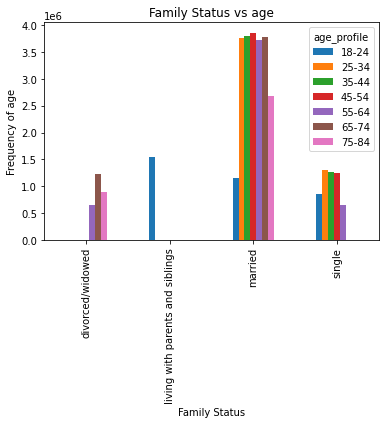 Family Status vs age
1e6
Frequency of age
4.0
3.5
3.0
2.5
2.0
1.5
1.0
0.5
0.0
age_profile
18-24
25-34
35-44
45-54
55-64
65-74
75-84
divorced/widowed
living with parents and siblings
married
single
Family Status